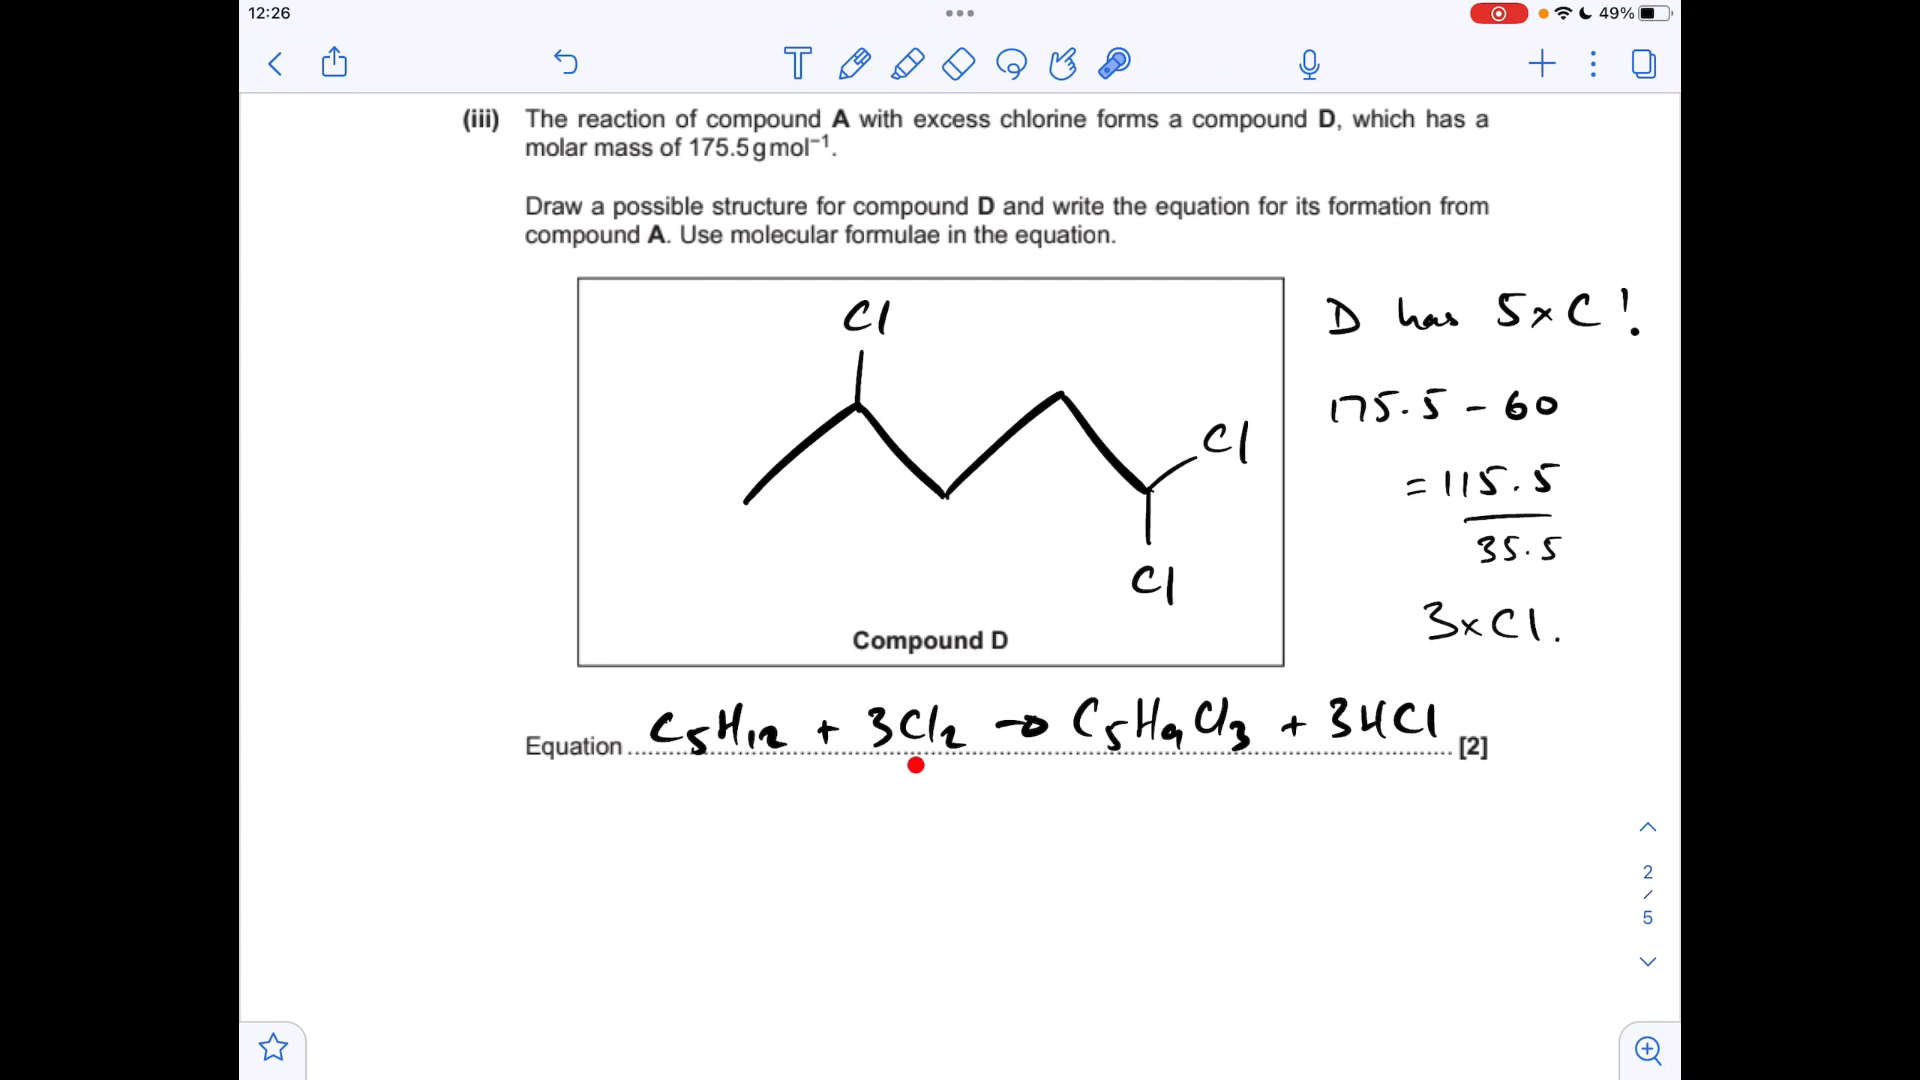 12:26
49%
(iii) The reaction of compound A with excess chlorine forms a compound D, which has a
molar mass of 175.5 g mol⁻¹.
Draw a possible structure for compound D and write the equation for its formation from
compound A. Use molecular formulae in the equation.
Cl
Cl
Cl
Compound D
D has 5×C!
175.5 - 60
= 115.5
35.5
3×Cl.
Equation C₅H₁₂ + 3Cl₂ → C₅H₉Cl₃ + 3HCl [2]
2
/
5